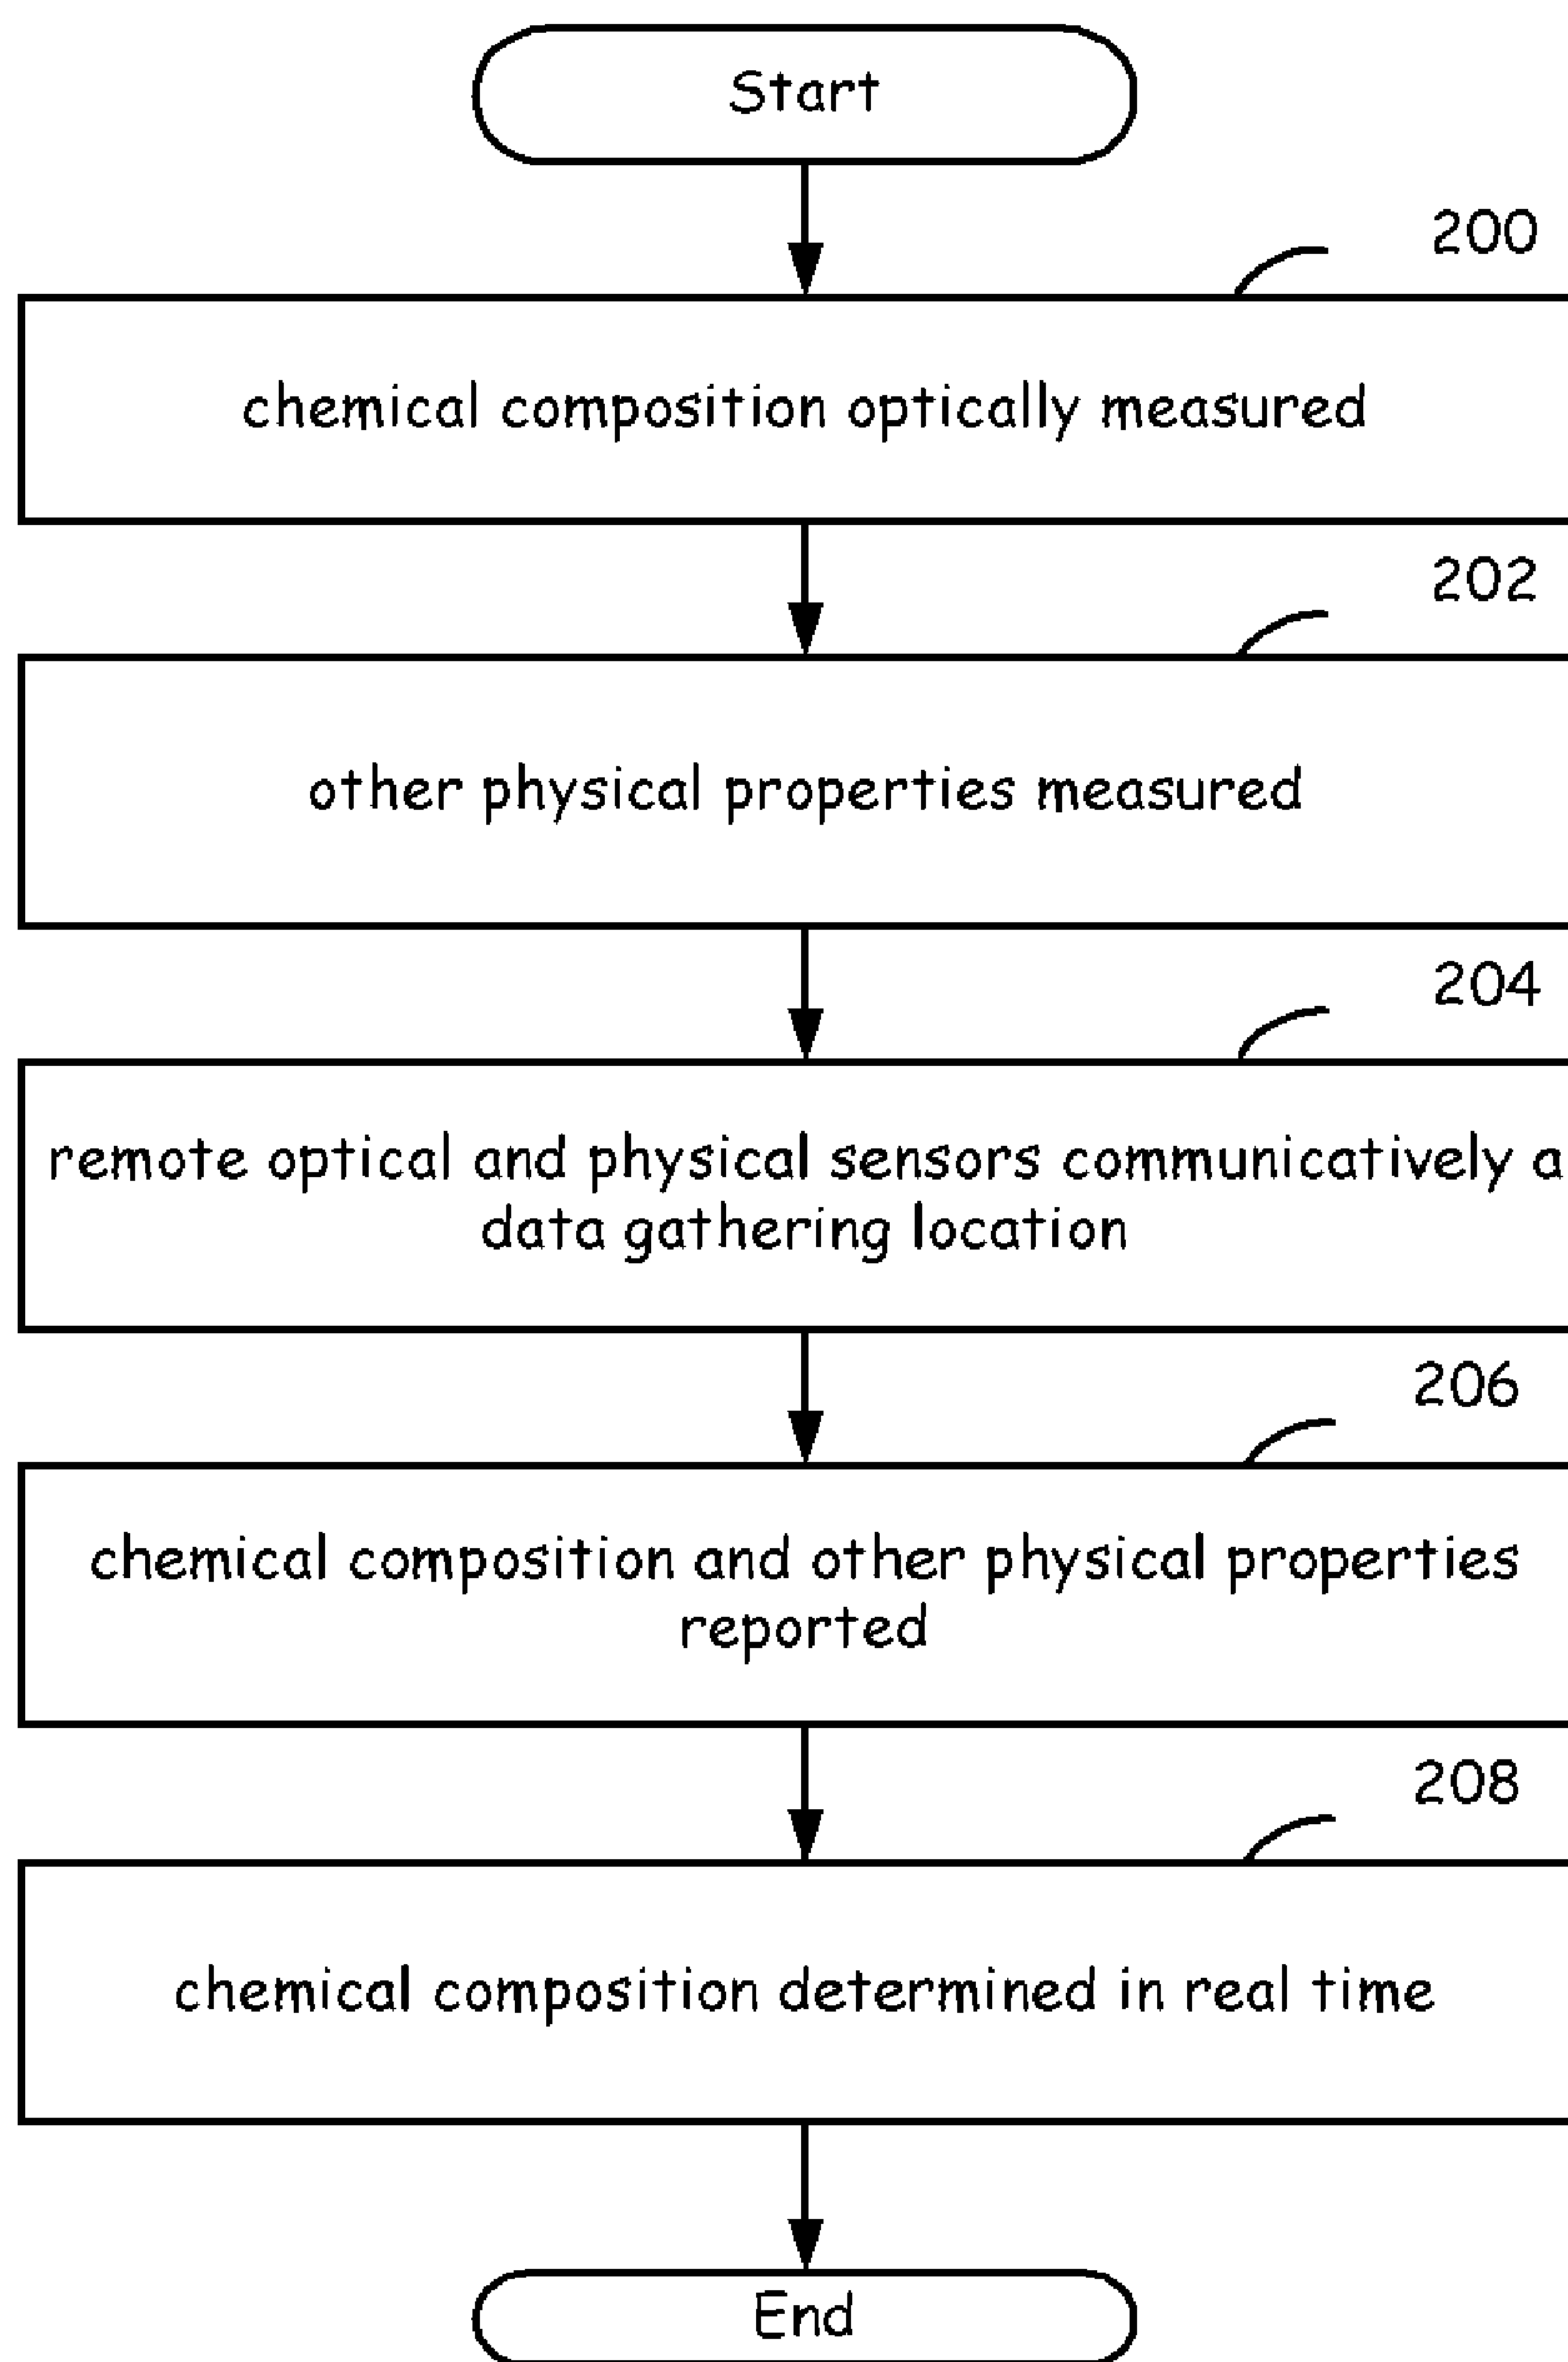 Start
200
chemical composition optically measured
202
other physical properties measured
204
remote optical and physical sensors communicatively a
data gathering location
206
chemical composition and other physical properties
reported
208
chemical composition determined in real time
End